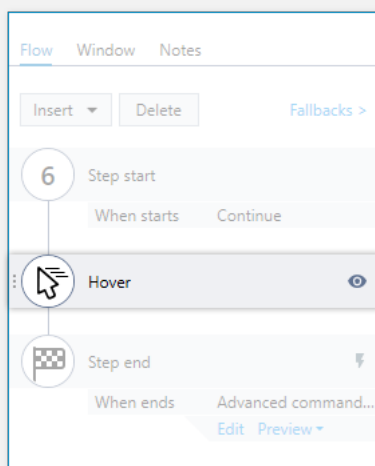 Flow Window Notes
Insert Delete Fallbacks >
6 Step start
When starts Continue
Hover
Step end
When ends Advanced command...
Edit Preview